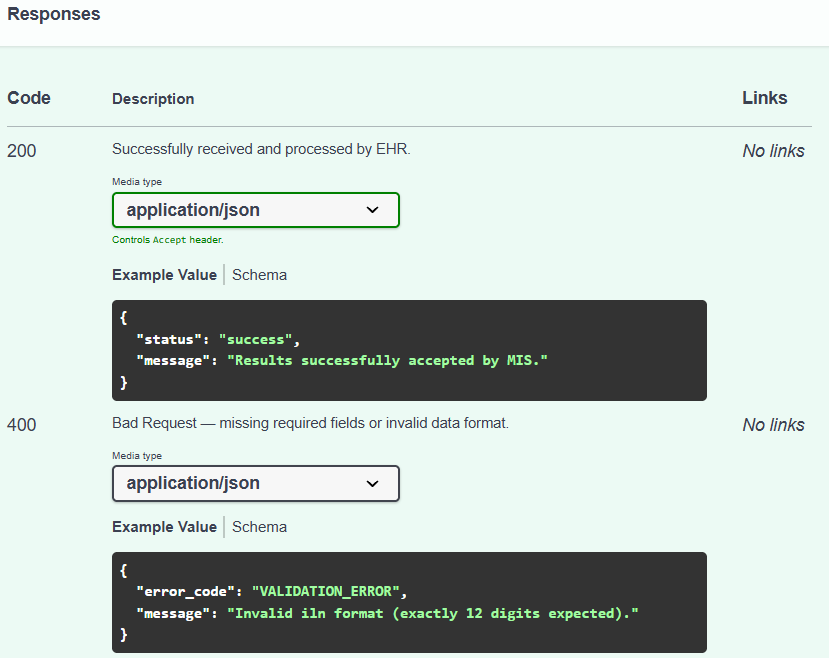 Responses
Code Description Links
200 Successfully received and processed by EHR. No links
Media type
application/json
Controls Accept header.
Example Value Schema
{
"status": "success",
"message": "Results successfully accepted by MIS."
}
400 Bad Request — missing required fields or invalid data format. No links
Media type
application/json
Example Value Schema
{
"error_code": "VALIDATION_ERROR",
"message": "Invalid iln format (exactly 12 digits expected)."
}